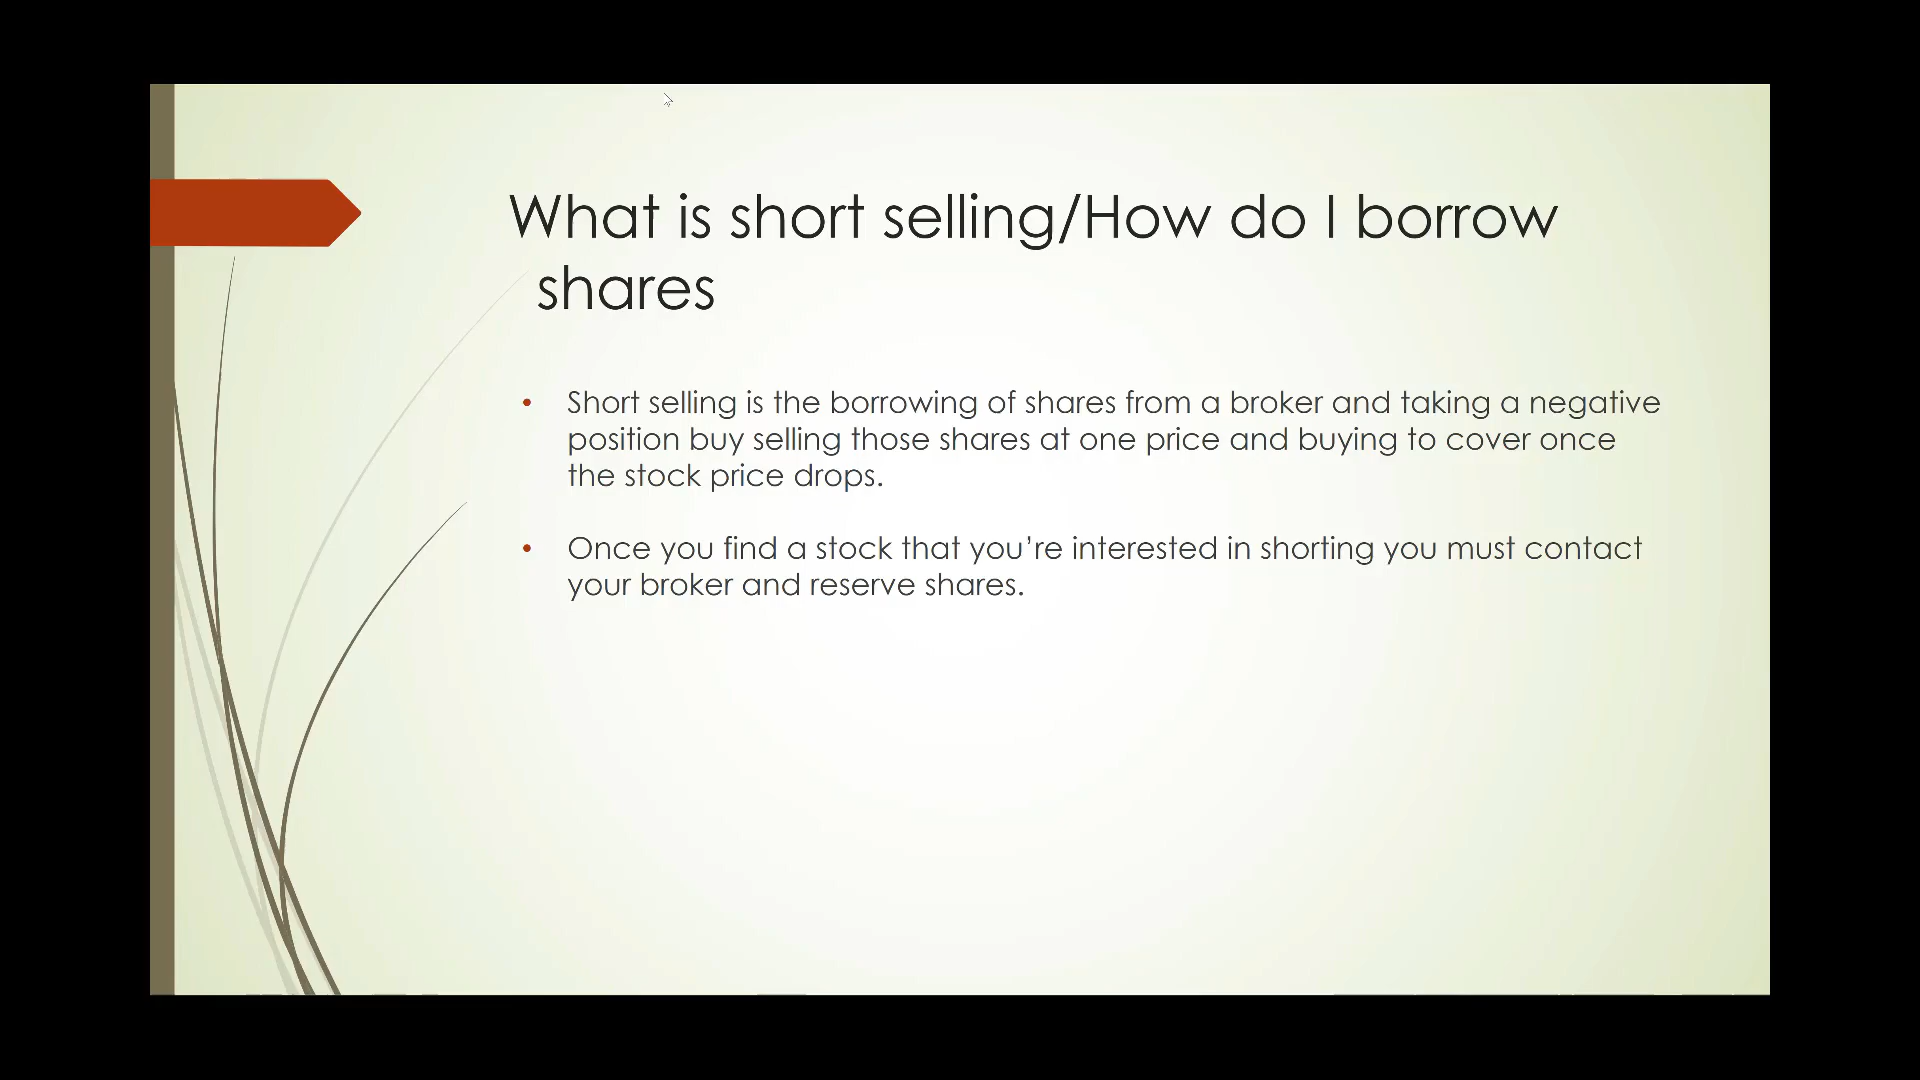 What is short selling/How do I borrow
shares
• Short selling is the borrowing of shares from a broker and taking a negative
position buy selling those shares at one price and buying to cover once
the stock price drops.
• Once you find a stock that you’re interested in shorting you must contact
your broker and reserve shares.